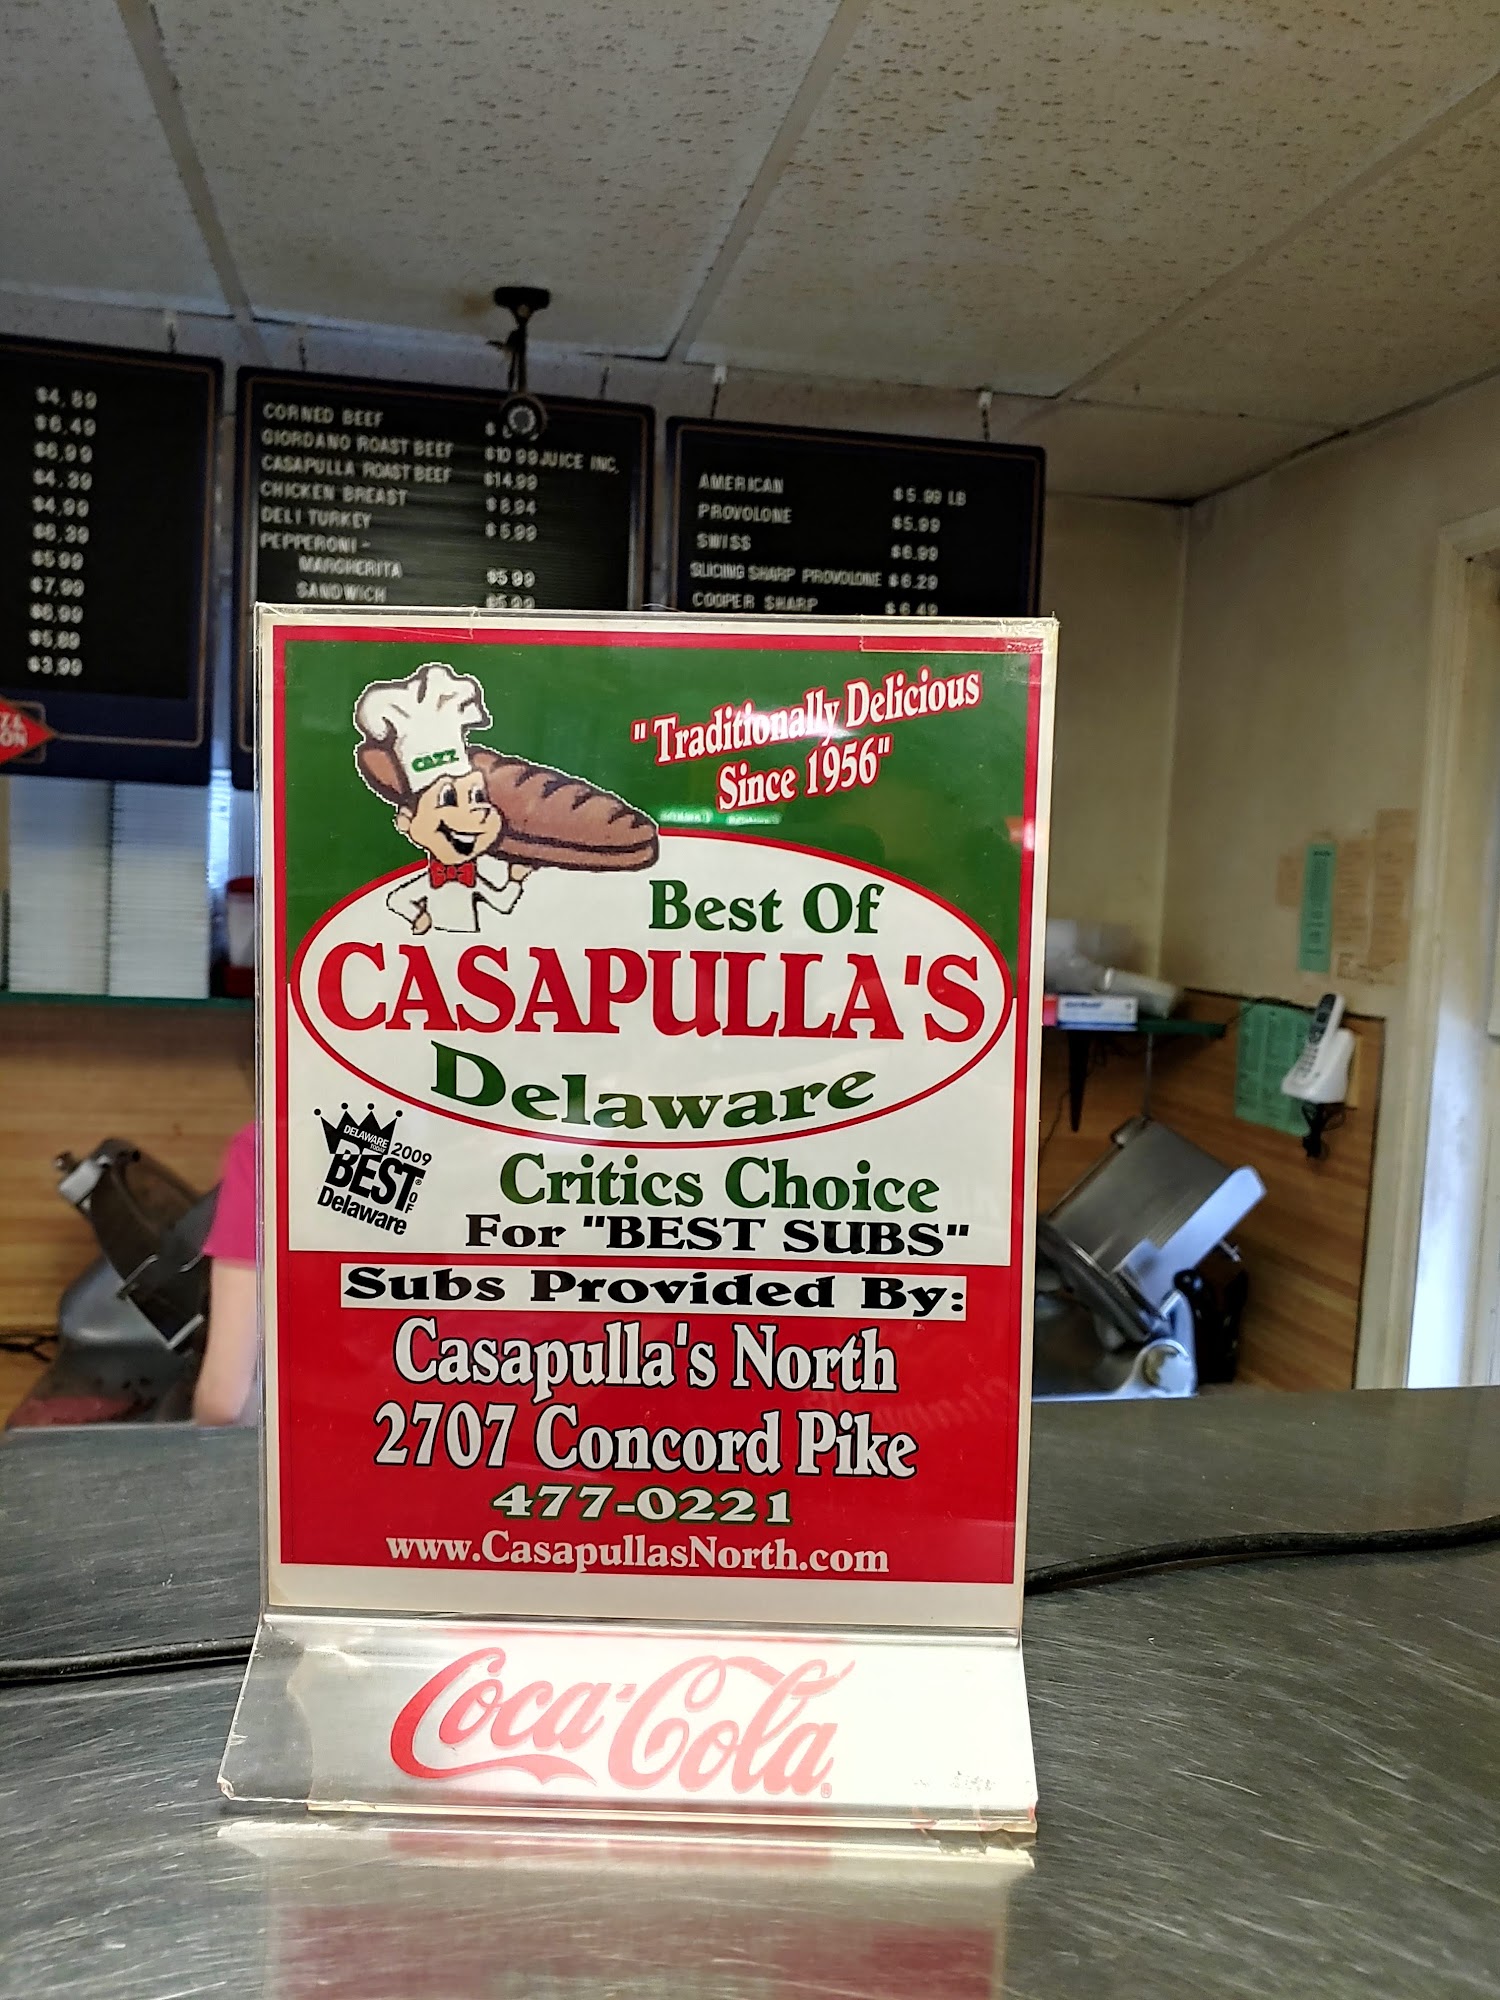 $4.89
$6.49
$6.99
$4.39
$4.99
$6.39
$5.99
$7.99
$6.99
$5.89
$3.99
ON
CORNED BEEF
GIORDANO ROAST BEEF $10.99 JUICE INC.
CASAPULLA ROAST BEEF $14.99
CHICKEN BREAST $8.94
DELI TURKEY $6.99
PEPPERONI -
MARGHERITA $5.99
SANDWICH $5.99
AMERICAN $5.99 LB
PROVOLONE $5.99
SWISS $6.99
SLICING SHARP PROVOLONE $6.29
COOPER SHARP $6.49
"Traditionally Delicious
Since 1956"
CAZZ
Best Of
CASAPULLA'S
Delaware
DELAWARE
today
2009
BEST OF
Delaware
Critics Choice
For "BEST SUBS"
Subs Provided By:
Casapulla's North
2707 Concord Pike
477-0221
www.CasapullasNorth.com
Coca-Cola®